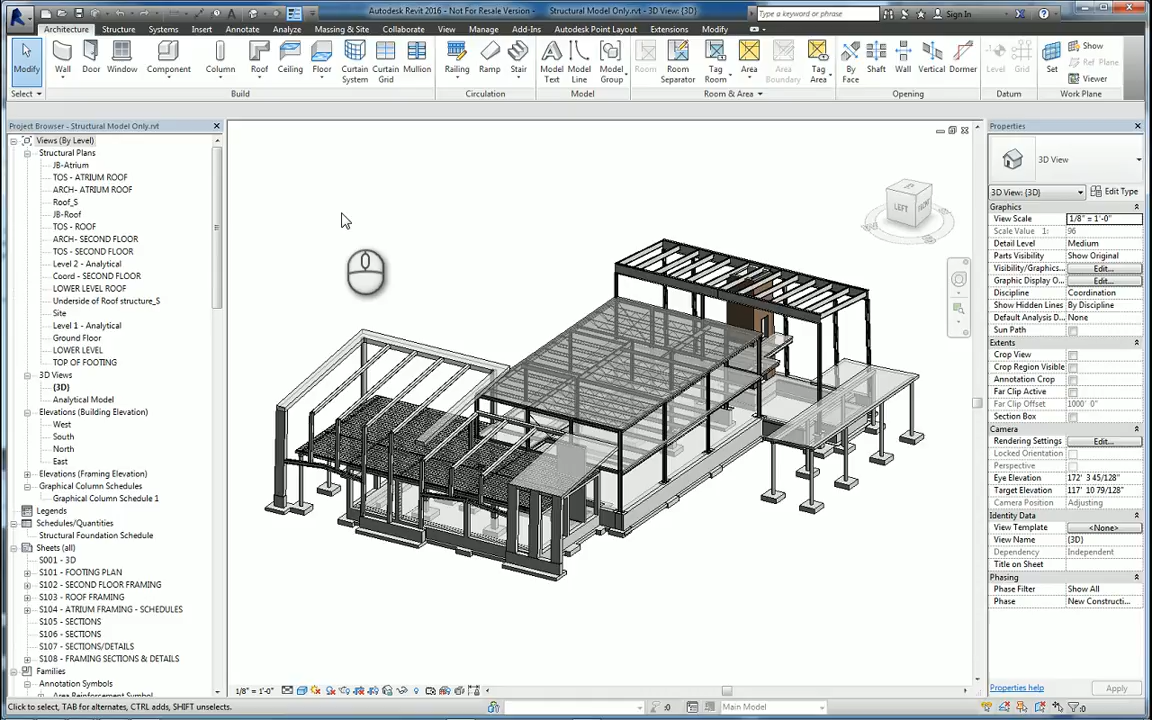 Autodesk Revit 2016 - Not For Resale Version - Structural Model Only.rvt - 3D View: {3D}
Type a keyword or phrase
Sign In
Architecture Structure Systems Insert Annotate Analyze Massing & Site Collaborate View Manage Add-Ins Autodesk Point Layout Extensions Modify
Modify Wall Door Window Component Column Roof Ceiling Floor Curtain System Curtain Grid Mullion Railing Ramp Stair Model Text Model Line Model Group Room Room Separator Tag Room Area Area Boundary Tag Area By Face Shaft Wall Vertical Dormer Level Grid Set Show Ref Plane Viewer
Select Build Circulation Model Room & Area Opening Datum Work Plane
Project Browser - Structural Model Only.rvt
Views (By Level)
Structural Plans
JB-Atrium
TOS - ATRIUM ROOF
ARCH- ATRIUM ROOF
Roof_S
JB-Roof
TOS - ROOF
ARCH- SECOND FLOOR
TOS - SECOND FLOOR
Level 2 - Analytical
Coord - SECOND FLOOR
LOWER LEVEL ROOF
Underside of Roof structure_S
Site
Level 1 - Analytical
Ground Floor
LOWER LEVEL
TOP OF FOOTING
3D Views
{3D}
Analytical Model
Elevations (Building Elevation)
West
South
North
East
Elevations (Framing Elevation)
Graphical Column Schedules
Graphical Column Schedule 1
Legends
Schedules/Quantities
Structural Foundation Schedule
Sheets (all)
S001 - 3D
S101 - FOOTING PLAN
S102 - SECOND FLOOR FRAMING
S103 - ROOF FRAMING
S104 - ATRIUM FRAMING - SCHEDULES
S105 - SECTIONS
S106 - SECTIONS
S107 - SECTIONS/DETAILS
S108 - FRAMING SECTIONS & DETAILS
Families
Annotation Symbols
Area Reinforcement Symbol
LEFT FRONT
Properties
3D View
3D View: {3D} Edit Type
Graphics
View Scale 1/8" = 1'-0"
Scale Value 1: 96
Detail Level Medium
Parts Visibility Show Original
Visibility/Graphics... Edit...
Graphic Display O... Edit...
Discipline Coordination
Show Hidden Lines By Discipline
Default Analysis D... None
Sun Path
Extents
Crop View
Crop Region Visible
Annotation Crop
Far Clip Active
Far Clip Offset 1000' 0"
Section Box
Camera
Rendering Settings Edit...
Locked Orientation
Perspective
Eye Elevation 172' 3 45/128"
Target Elevation 117' 10 79/128"
Camera Position Adjusting
Identity Data
View Template <None>
View Name {3D}
Dependency Independent
Title on Sheet
Phasing
Phase Filter Show All
Phase New Constructi...
Properties help Apply
1/8" = 1'-0"
Click to select, TAB for alternates, CTRL adds, SHIFT unselects.
:0 Main Model :0